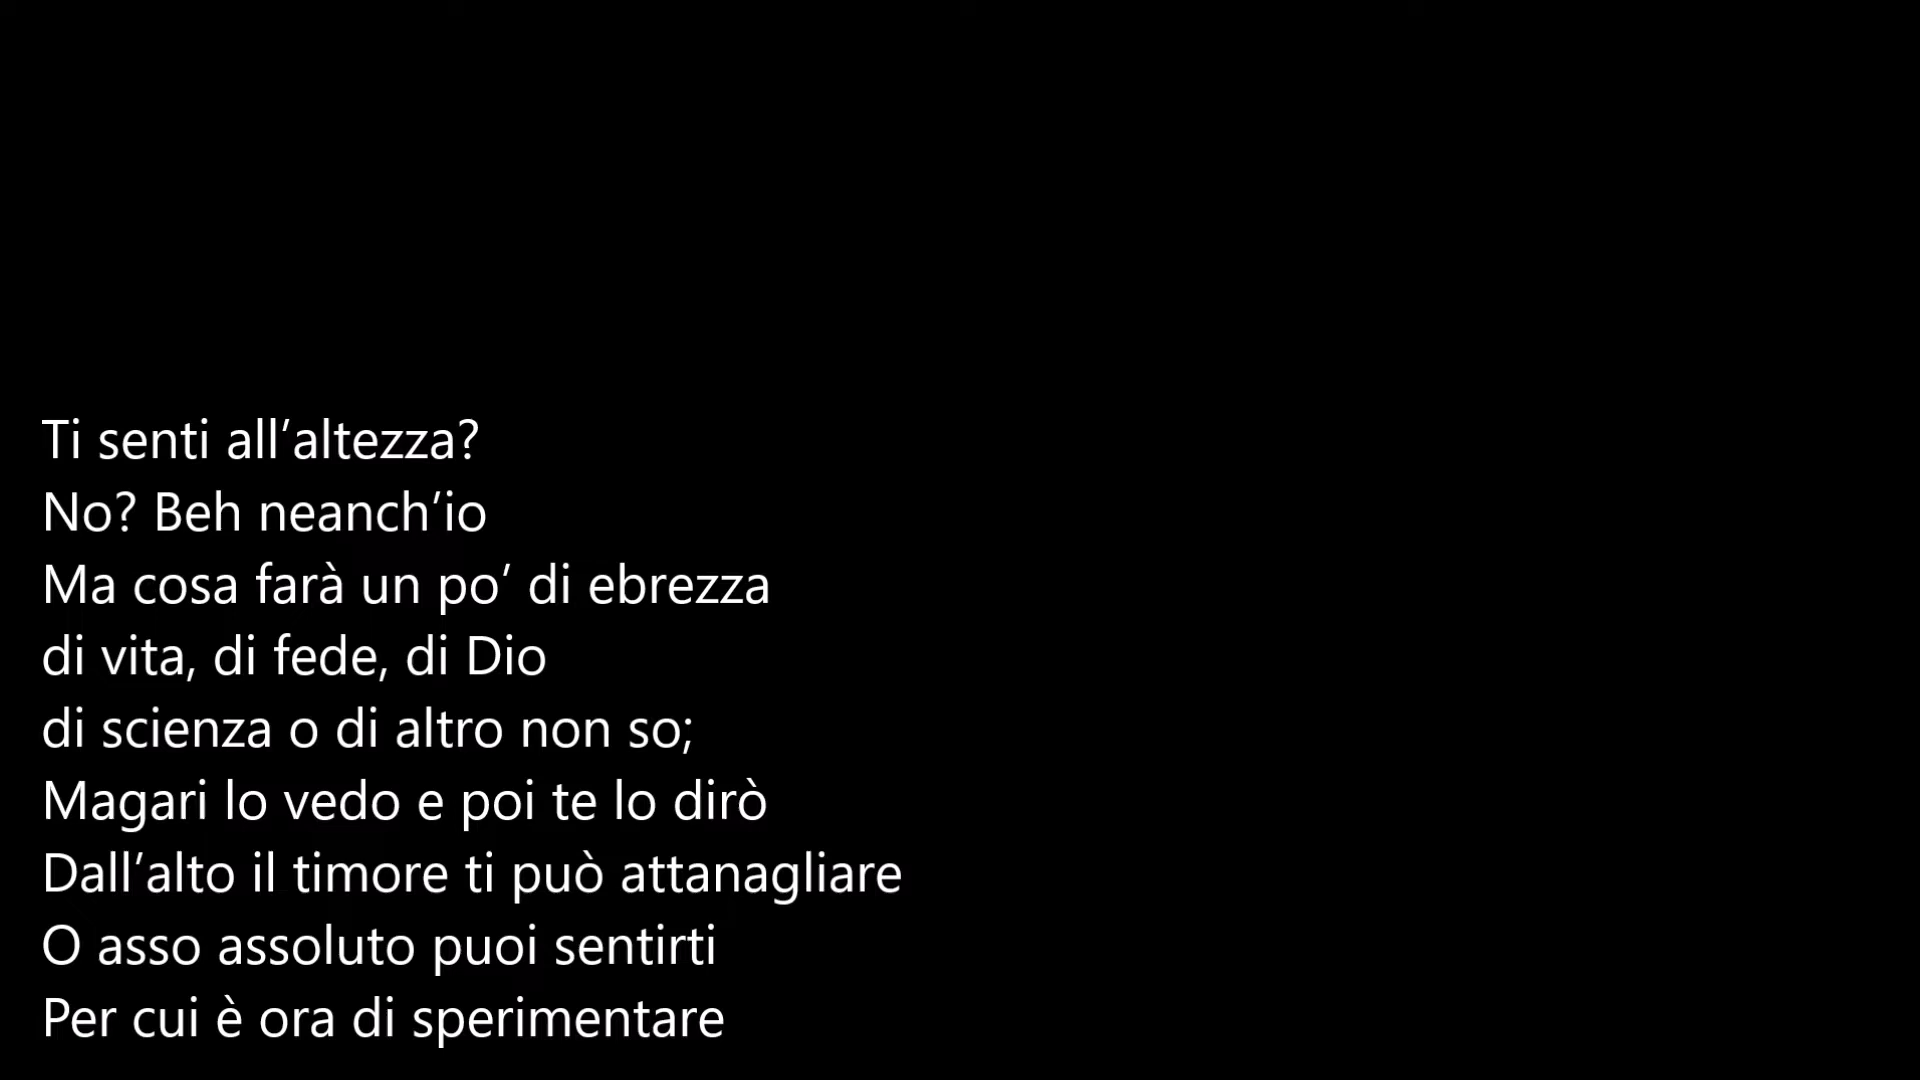 Ti senti all’altezza?
No? Beh neanch’io
Ma cosa farà un po’ di ebrezza
di vita, di fede, di Dio
di scienza o di altro non so;
Magari lo vedo e poi te lo dirò
Dall’alto il timore ti può attanagliare
O asso assoluto puoi sentirti
Per cui è ora di sperimentare